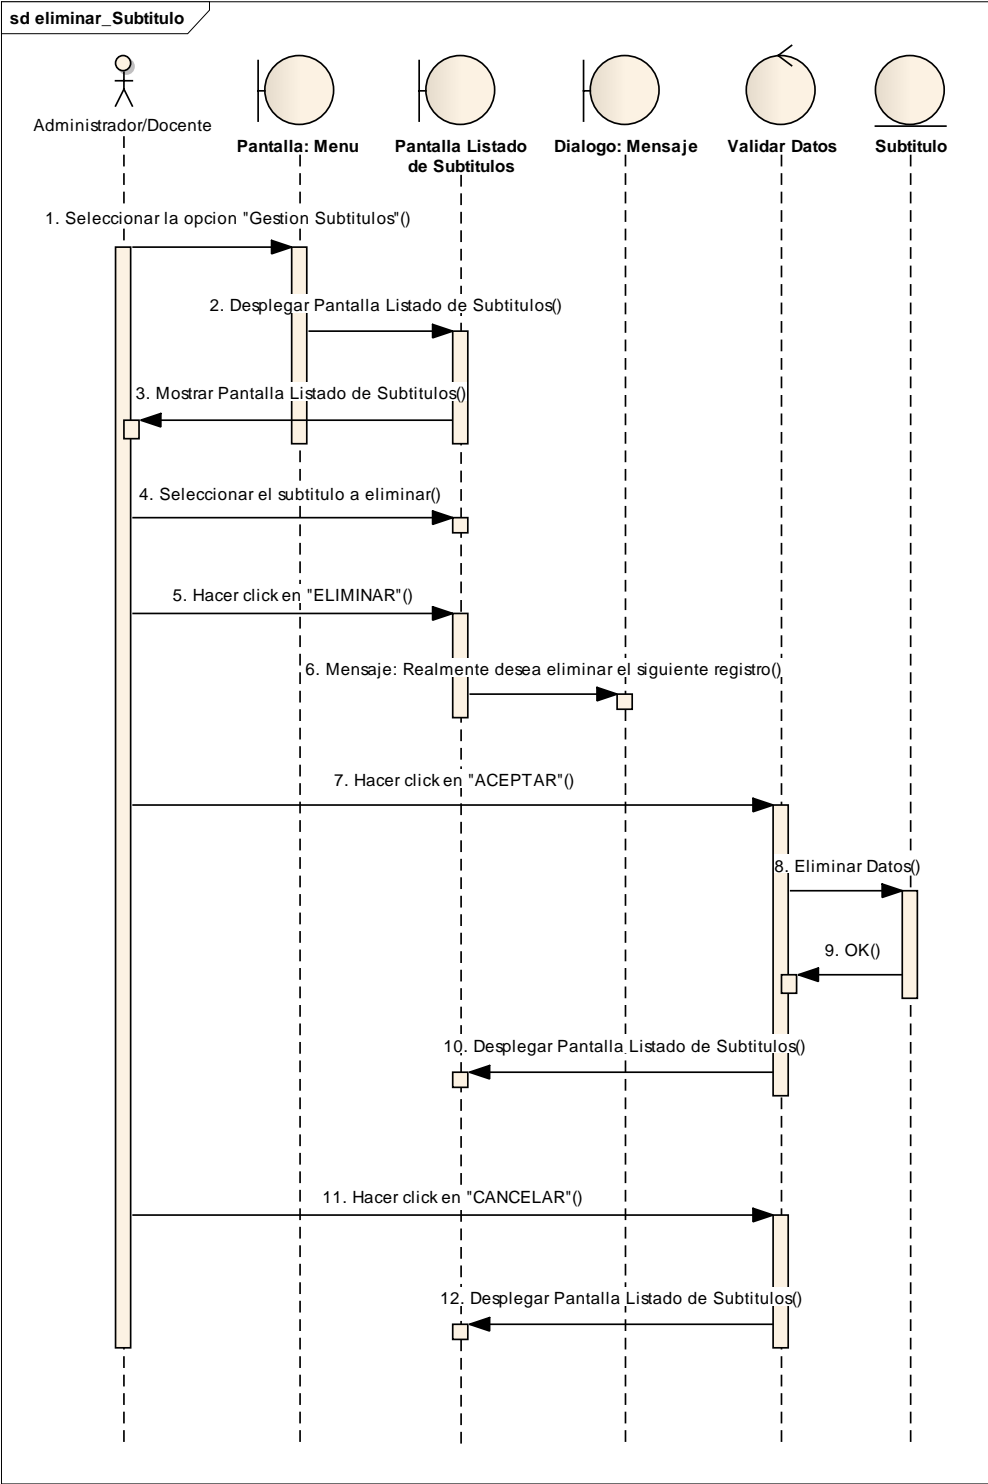 sd eliminar_Subtitulo
Administrador/Docente
Pantalla: Menu
Pantalla Listado
de Subtitulos
Dialogo: Mensaje
Validar Datos
Subtitulo
1. Seleccionar la opcion "Gestion Subtitulos"()
2. Desplegar Pantalla Listado de Subtitulos()
3. Mostrar Pantalla Listado de Subtitulos()
4. Seleccionar el subtitulo a eliminar()
5. Hacer click en "ELIMINAR"()
6. Mensaje: Realmente desea eliminar el siguiente registro()
7. Hacer click en "ACEPTAR"()
8. Eliminar Datos()
9. OK()
10. Desplegar Pantalla Listado de Subtitulos()
11. Hacer click en "CANCELAR"()
12. Desplegar Pantalla Listado de Subtitulos()